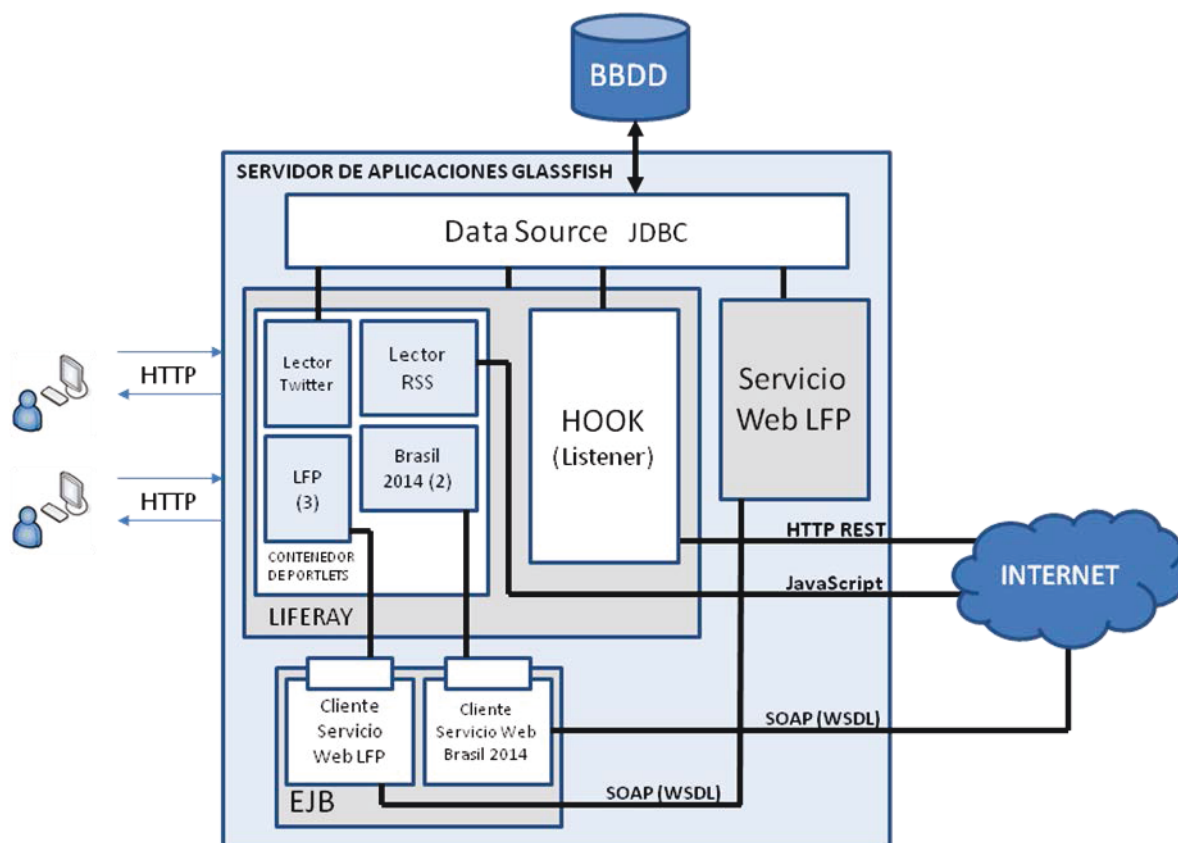 BBDD
SERVIDOR DE APLICACIONES GLASSFISH
Data Source JDBC
Lector
Twitter
Lector
RSS
LFP
(3)
Brasil
2014 (2)
CONTENEDOR
DE PORTLETS
LIFERAY
HOOK
(Listener)
Servicio
Web LFP
HTTP
HTTP
HTTP REST
JavaScript
INTERNET
Cliente
Servicio
Web LFP
Cliente
Servicio Web
Brasil 2014
EJB
SOAP (WSDL)
SOAP (WSDL)